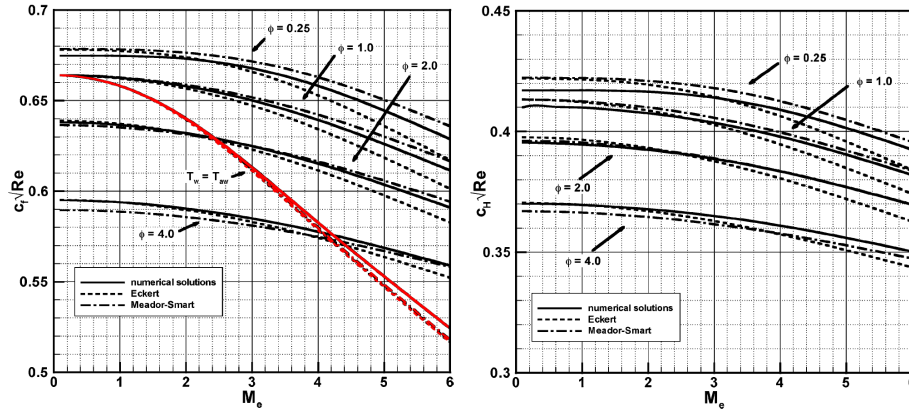 0.7
0.65
0.6
0.55
0.5
c_f√Re
0 1 2 3 4 5 6
M_e
ϕ = 0.25
ϕ = 1.0
ϕ = 2.0
T_w = T_aw
ϕ = 4.0
numerical solutions
Eckert
Meador-Smart
0.45
0.4
0.35
0.3
c_H√Re
0 1 2 3 4 5 6
M_e
ϕ = 0.25
ϕ = 1.0
ϕ = 2.0
ϕ = 4.0
numerical solutions
Eckert
Meador-Smart